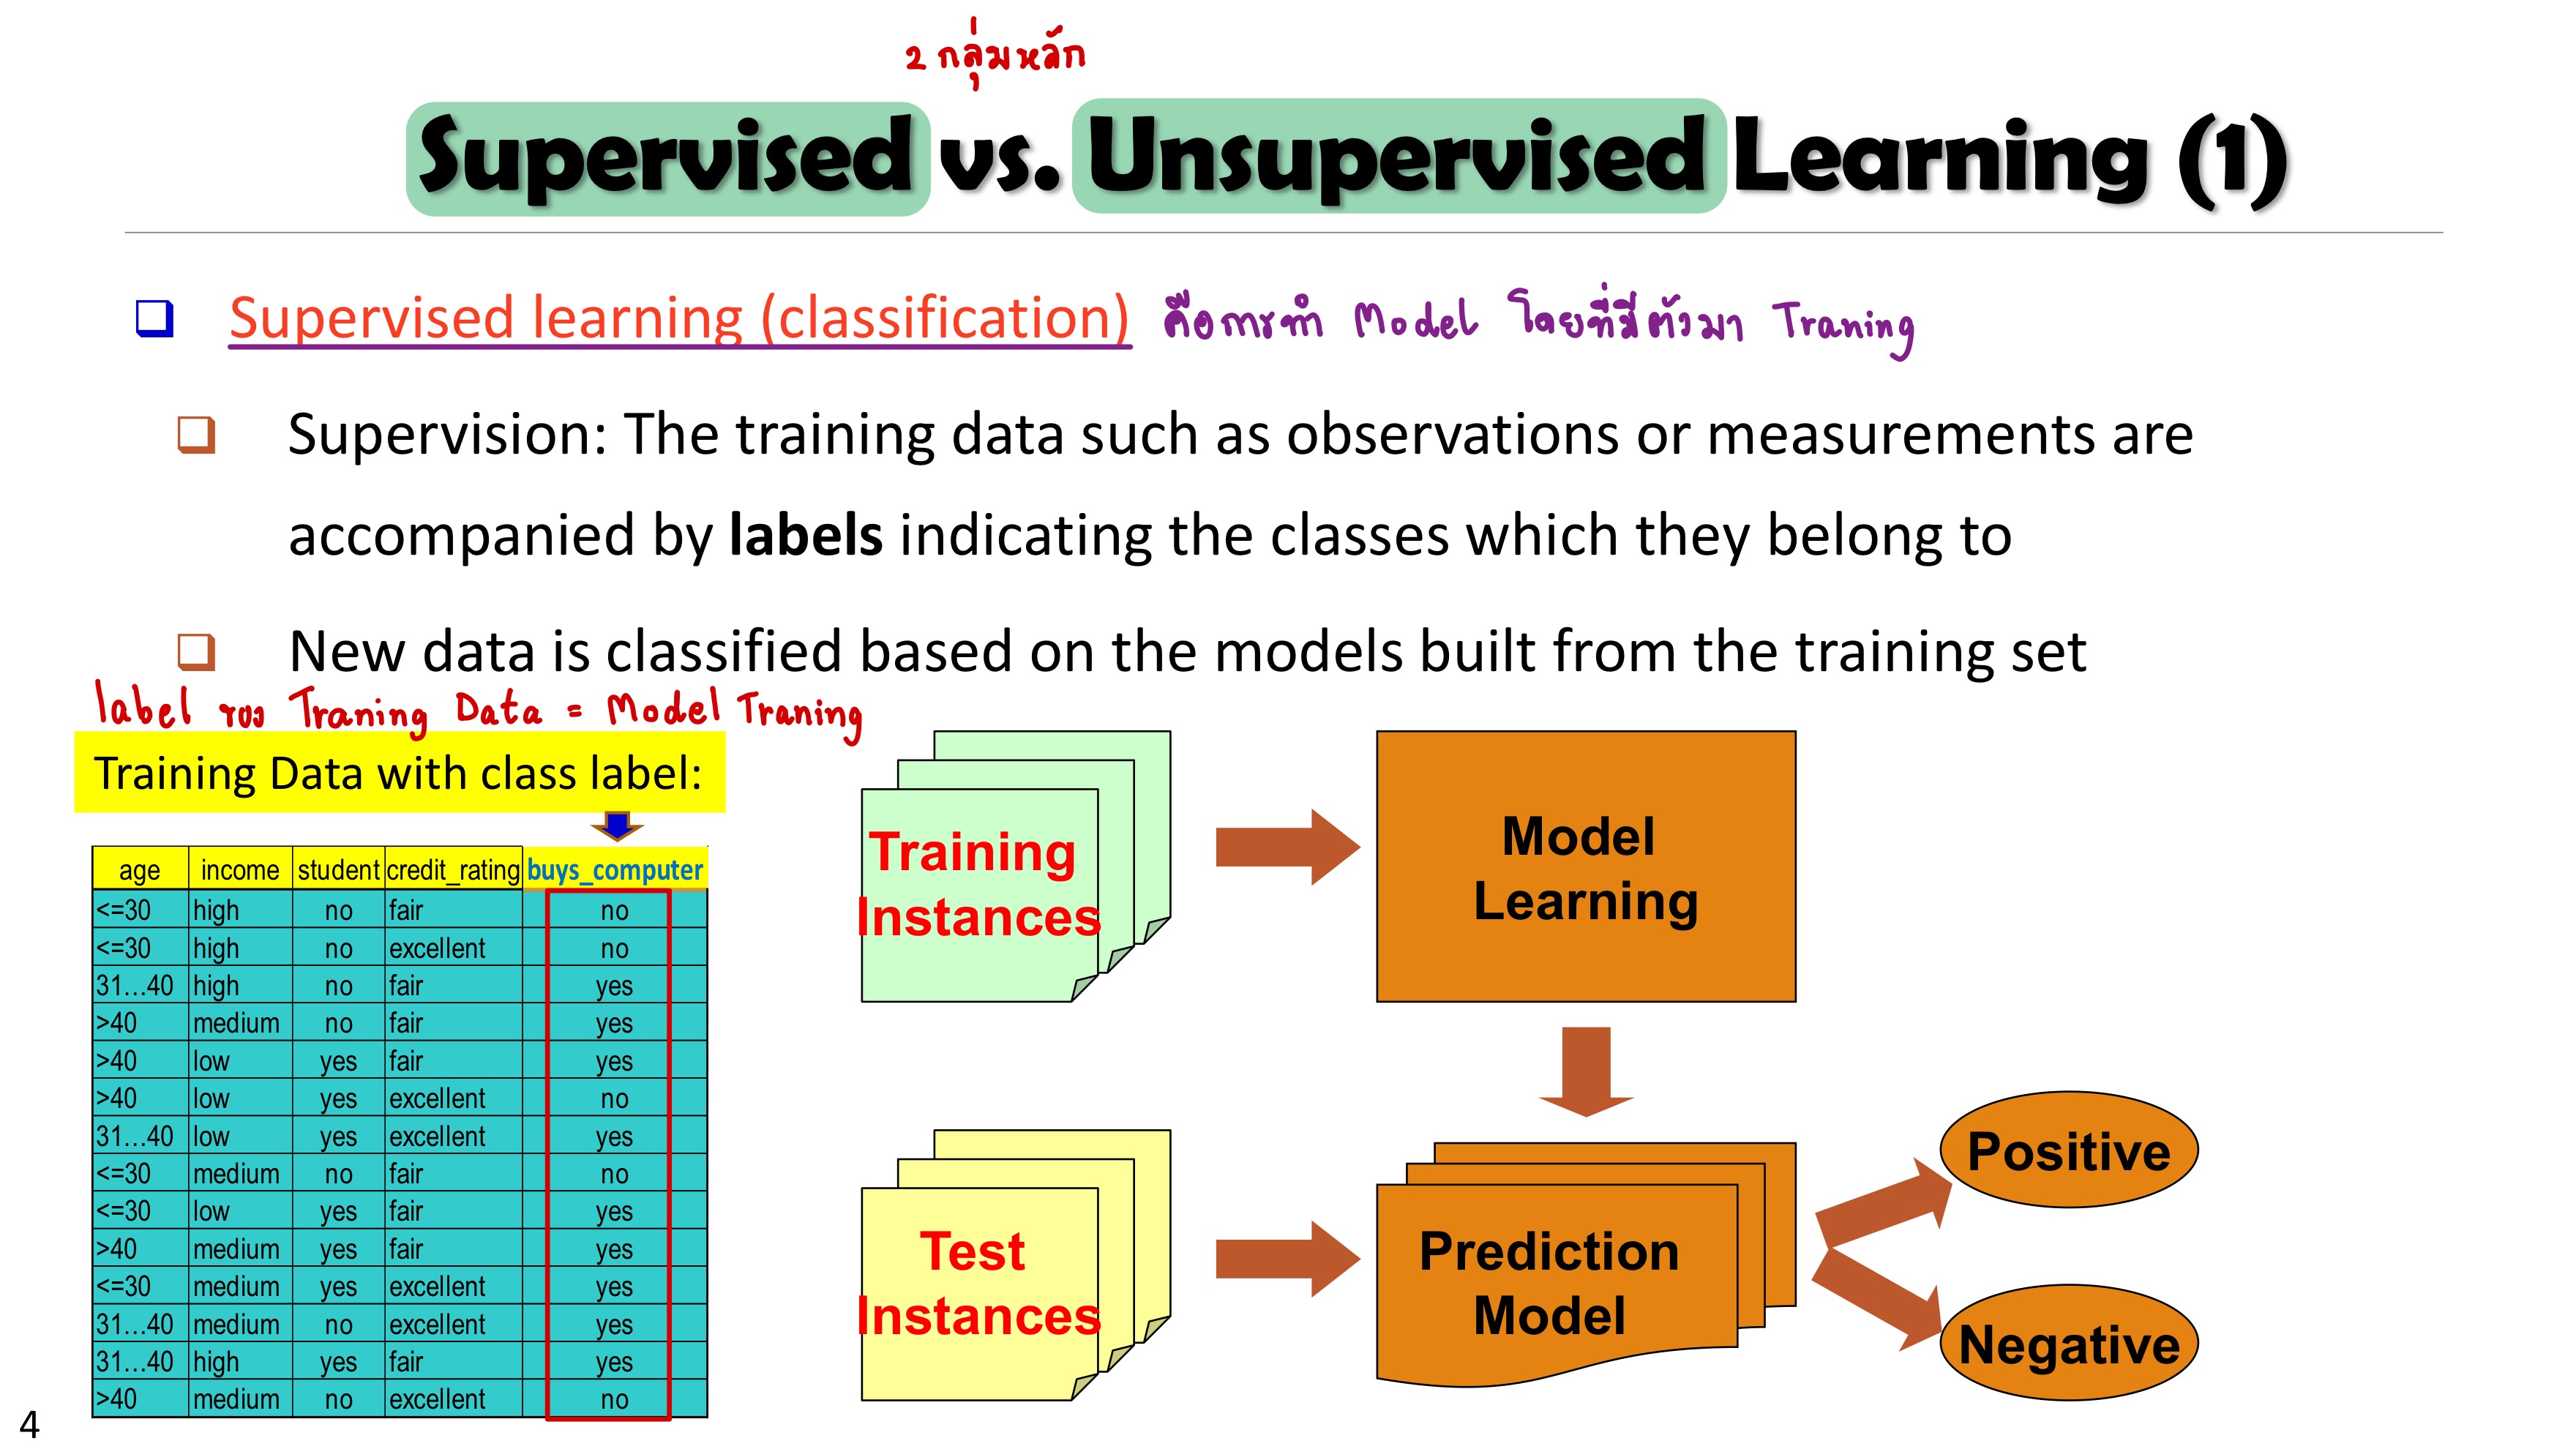 2 กลุ่มหลัก
Supervised vs. Unsupervised Learning (1)
Supervised learning (classification) คือการทำ Model โดยที่มีตัวมา Traning
Supervision: The training data such as observations or measurements are
accompanied by labels indicating the classes which they belong to
New data is classified based on the models built from the training set
label ของ Traning Data = Model Traning
Training Data with class label:
age income student credit_rating buys_computer
<=30 high no fair no
<=30 high no excellent no
31…40 high no fair yes
>40 medium no fair yes
>40 low yes fair yes
>40 low yes excellent no
31…40 low yes excellent yes
<=30 medium no fair no
<=30 low yes fair yes
>40 medium yes fair yes
<=30 medium yes excellent yes
31…40 medium no excellent yes
31…40 high yes fair yes
>40 medium no excellent no
Training
Instances
Model
Learning
Test
Instances
Prediction
Model
Positive
Negative
4